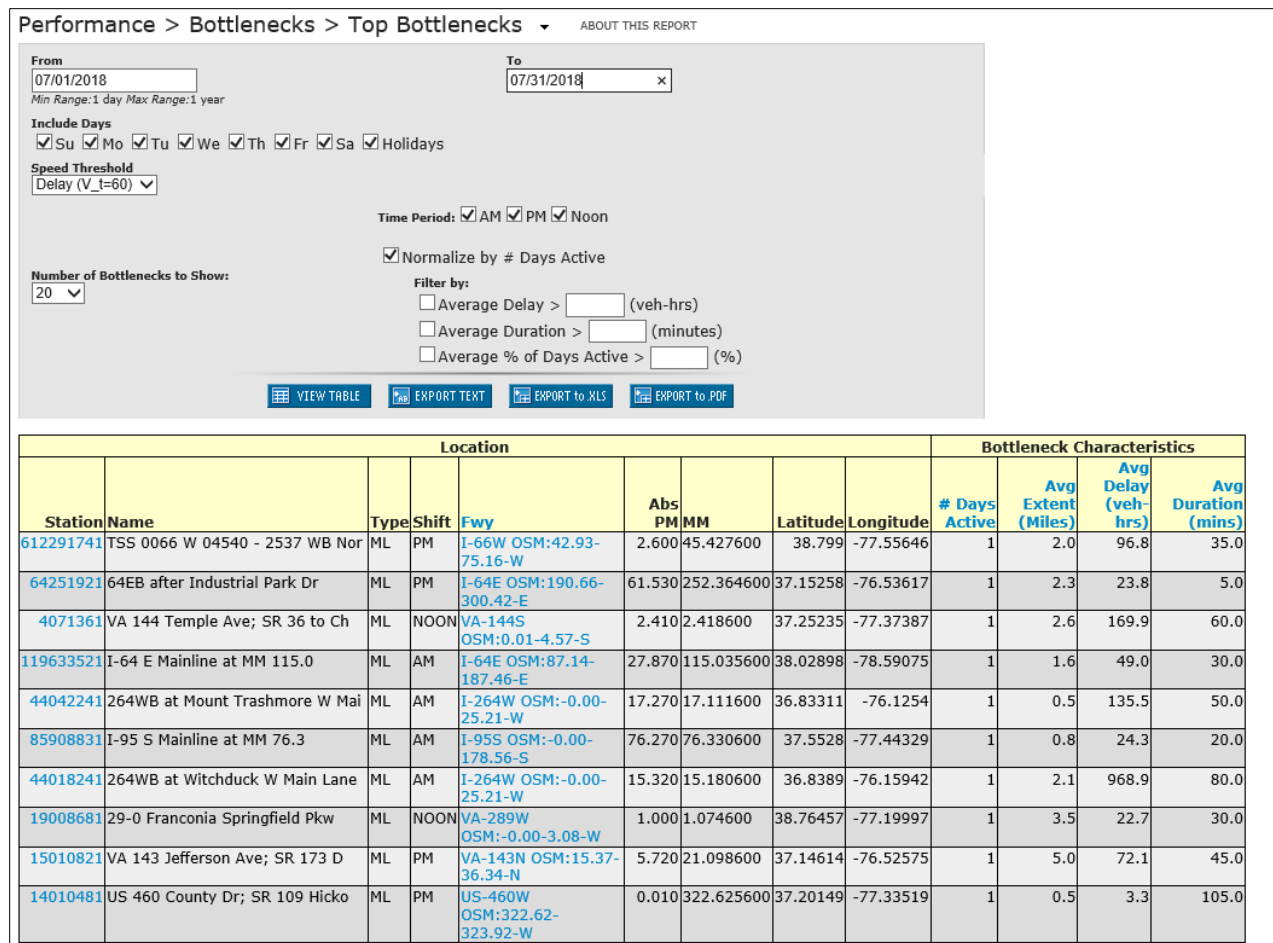 Performance > Bottlenecks > Top Bottlenecks ABOUT THIS REPORT
From To
07/01/2018 07/31/2018 ×
Min Range:1 day Max Range:1 year
Include Days
Su Mo Tu We Th Fr Sa Holidays
Speed Threshold
Delay (V_t=60)
Time Period: AM PM Noon
Normalize by # Days Active
Number of Bottlenecks to Show:
20
Filter by:
Average Delay > (veh-hrs)
Average Duration > (minutes)
Average % of Days Active > (%)
VIEW TABLE EXPORT TEXT EXPORT to .XLS EXPORT to .PDF
Location Bottleneck Characteristics
Station Name Type Shift Fwy Abs PM MM Latitude Longitude # Days Active Avg Extent (Miles) Avg Delay (veh-hrs) Avg Duration (mins)
612291741 TSS 0066 W 04540 - 2537 WB Nor ML PM I-66W OSM:42.93- 2.600 45.427600 38.799 -77.55646 1 2.0 96.8 35.0
75.16-W
64251921 64EB after Industrial Park Dr ML PM I-64E OSM:190.66- 61.530 252.364600 37.15258 -76.53617 1 2.3 23.8 5.0
300.42-E
4071361 VA 144 Temple Ave; SR 36 to Ch ML NOON VA-144S 2.410 2.418600 37.25235 -77.37387 1 2.6 169.9 60.0
OSM:0.01-4.57-S
119633521 I-64 E Mainline at MM 115.0 ML AM I-64E OSM:87.14- 27.870 115.035600 38.02898 -78.59075 1 1.6 49.0 30.0
187.46-E
44042241 264WB at Mount Trashmore W Mai ML AM I-264W OSM:-0.00- 17.270 17.111600 36.83311 -76.1254 1 0.5 135.5 50.0
25.21-W
85908831 I-95 S Mainline at MM 76.3 ML AM I-95S OSM:-0.00- 76.270 76.330600 37.5528 -77.44329 1 0.8 24.3 20.0
178.56-S
44018241 264WB at Witchduck W Main Lane ML AM I-264W OSM:-0.00- 15.320 15.180600 36.8389 -76.15942 1 2.1 968.9 80.0
25.21-W
19008681 29-0 Franconia Springfield Pkw ML NOON VA-289W 1.000 1.074600 38.76457 -77.19997 1 3.5 22.7 30.0
OSM:-0.00-3.08-W
15010821 VA 143 Jefferson Ave; SR 173 D ML PM VA-143N OSM:15.37- 5.720 21.098600 37.14614 -76.52575 1 5.0 72.1 45.0
36.34-N
14010481 US 460 County Dr; SR 109 Hicko ML PM US-460W 0.010 322.625600 37.20149 -77.33519 1 0.5 3.3 105.0
OSM:322.62-
323.92-W